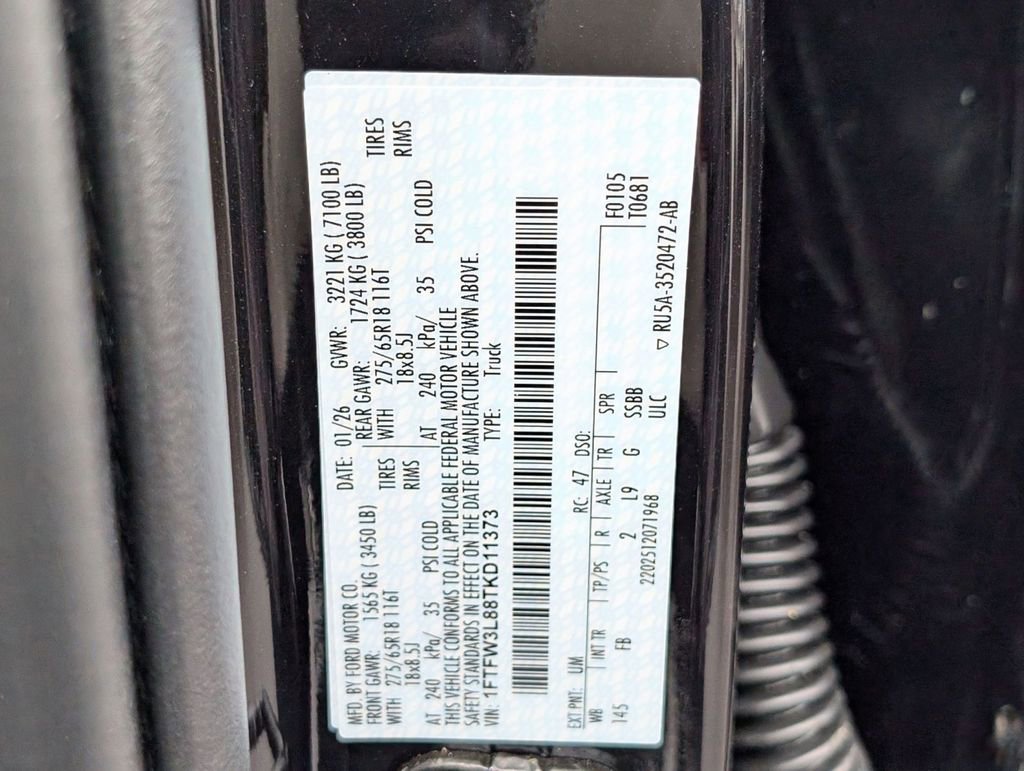 MFD. BY FORD MOTOR CO. DATE: 01/26 GVWR: 3221 KG ( 7100 LB)
FRONT GAWR: 1565 KG ( 3450 LB) REAR GAWR: 1724 KG ( 3800 LB)
WITH 275/65R18 116T TIRES WITH 275/65R18 116T TIRES
18x8.5J RIMS 18x8.5J RIMS
AT 240 kPa/ 35 PSI COLD AT 240 kPa/ 35 PSI COLD
THIS VEHICLE CONFORMS TO ALL APPLICABLE FEDERAL MOTOR VEHICLE
SAFETY STANDARDS IN EFFECT ON THE DATE OF MANUFACTURE SHOWN ABOVE.
VIN: 1FTFW3L88TKD11373 TYPE: Truck
EXT PNT: UM RC: 47 DSO:
WB INT TR TP/PS R AXLE TR SPR F0105
145 FB 2 L9 G SSBB T0681
2202512071968 ULC ▽ RU5A-3520472-AB